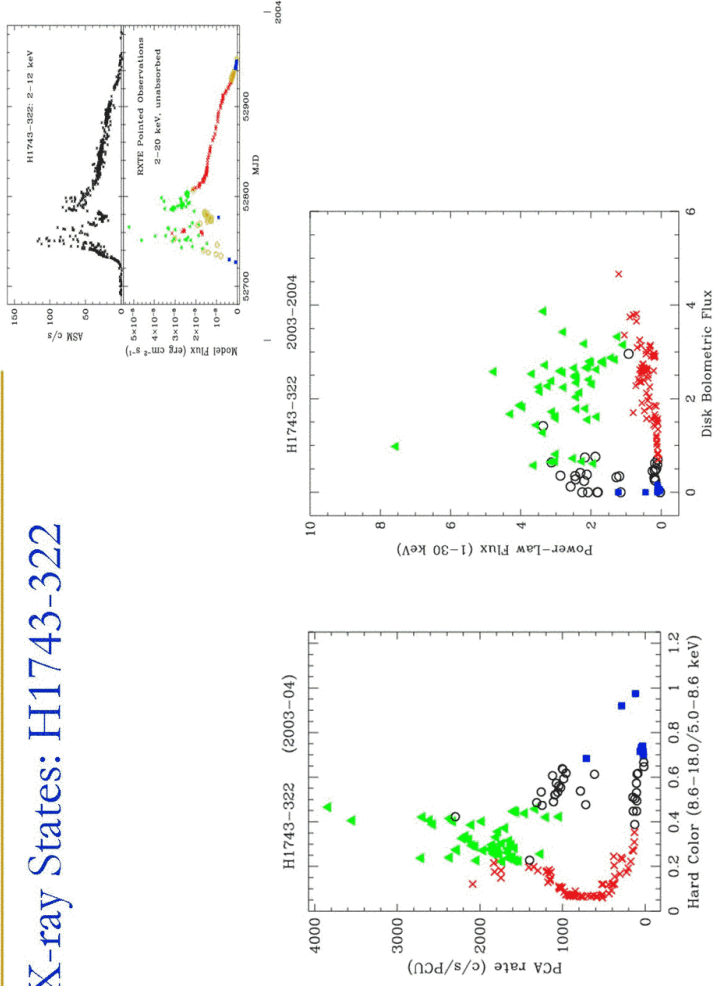 X-ray States: H1743-322
H1743-322: 2-12 keV
ASM c/s
0 50 100 150
RXTE Pointed Observations
2-20 keV, unabsorbed
Model Flux (erg cm⁻² s⁻¹)
0 10⁻⁸ 2×10⁻⁸ 3×10⁻⁸ 4×10⁻⁸ 5×10⁻⁸
52700 52800 52900
MJD
2004
H1743-322 (2003-04)
PCA rate (c/s/PCU)
0 1000 2000 3000 4000
0 0.2 0.4 0.6 0.8 1 1.2
Hard Color (8.6-18.0/5.0-8.6 keV)
H1743-322 2003-2004
Power-Law Flux (1-30 keV)
0 2 4 6 8 10
0 2 4 6
Disk Bolometric Flux